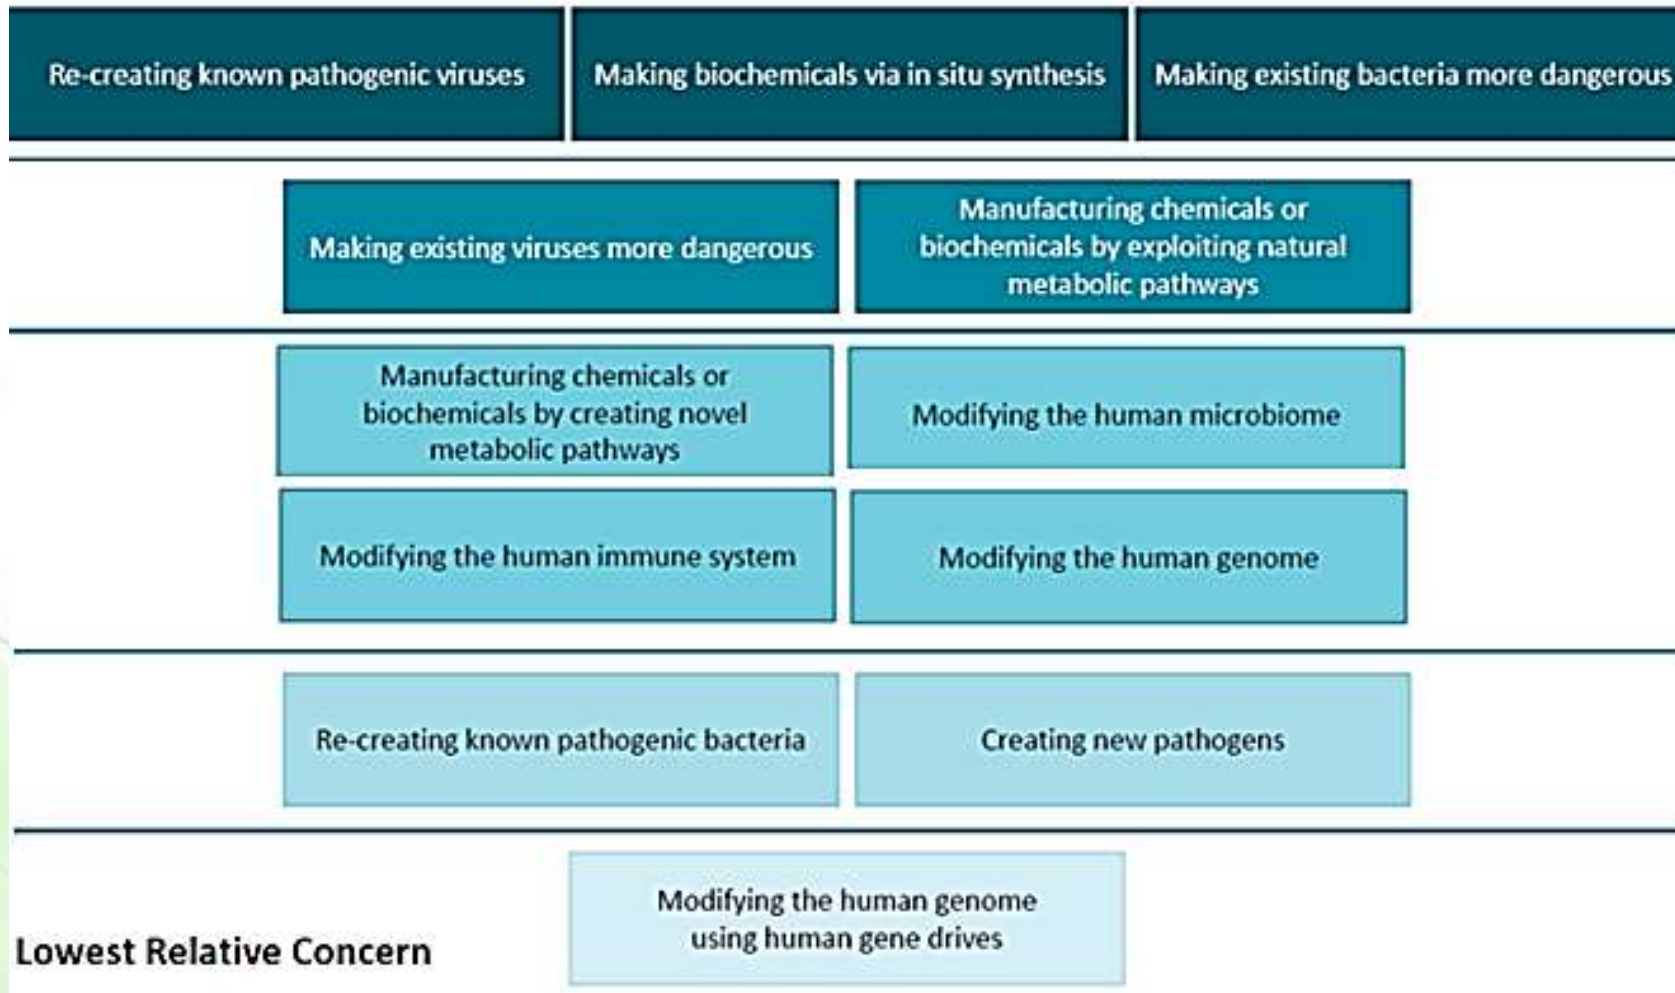 Re-creating known pathogenic viruses
Making biochemicals via in situ synthesis
Making existing bacteria more dangerous
Making existing viruses more dangerous
Manufacturing chemicals or
biochemicals by exploiting natural
metabolic pathways
Manufacturing chemicals or
biochemicals by creating novel
metabolic pathways
Modifying the human microbiome
Modifying the human immune system
Modifying the human genome
Re-creating known pathogenic bacteria
Creating new pathogens
Modifying the human genome
using human gene drives
Lowest Relative Concern